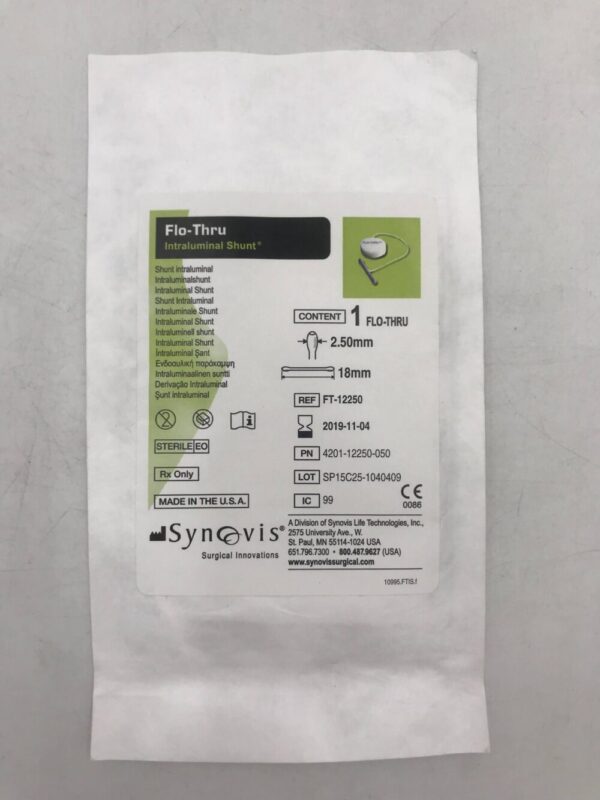 Flo-Thru
Intraluminal Shunt®
Shunt intraluminal
Intraluminalshunt
Intraluminal Shunt
Shunt Intraluminal
Intraluminale Shunt
Intraluminal Shunt
Intraluminell shunt
Intraluminal Shunt
Intraluminal Şant
Ενδοαυλική παράκαμψη
Intraluminaalinen suntti
Derivação Intraluminal
Şunt intraluminal
STERILE EO
Rx Only
MADE IN THE U.S.A.
CONTENT 1 FLO-THRU
2.50mm
18mm
REF FT-12250
2019-11-04
PN 4201-12250-050
LOT SP15C25-1040409
IC 99
0086
Synovis®
Surgical Innovations
A Division of Synovis Life Technologies, Inc.,
2575 University Ave., W.
St. Paul, MN 55114-1024 USA
651.796.7300 • 800.487.9627 (USA)
www.synovissurgical.com
10995.FTIS.f